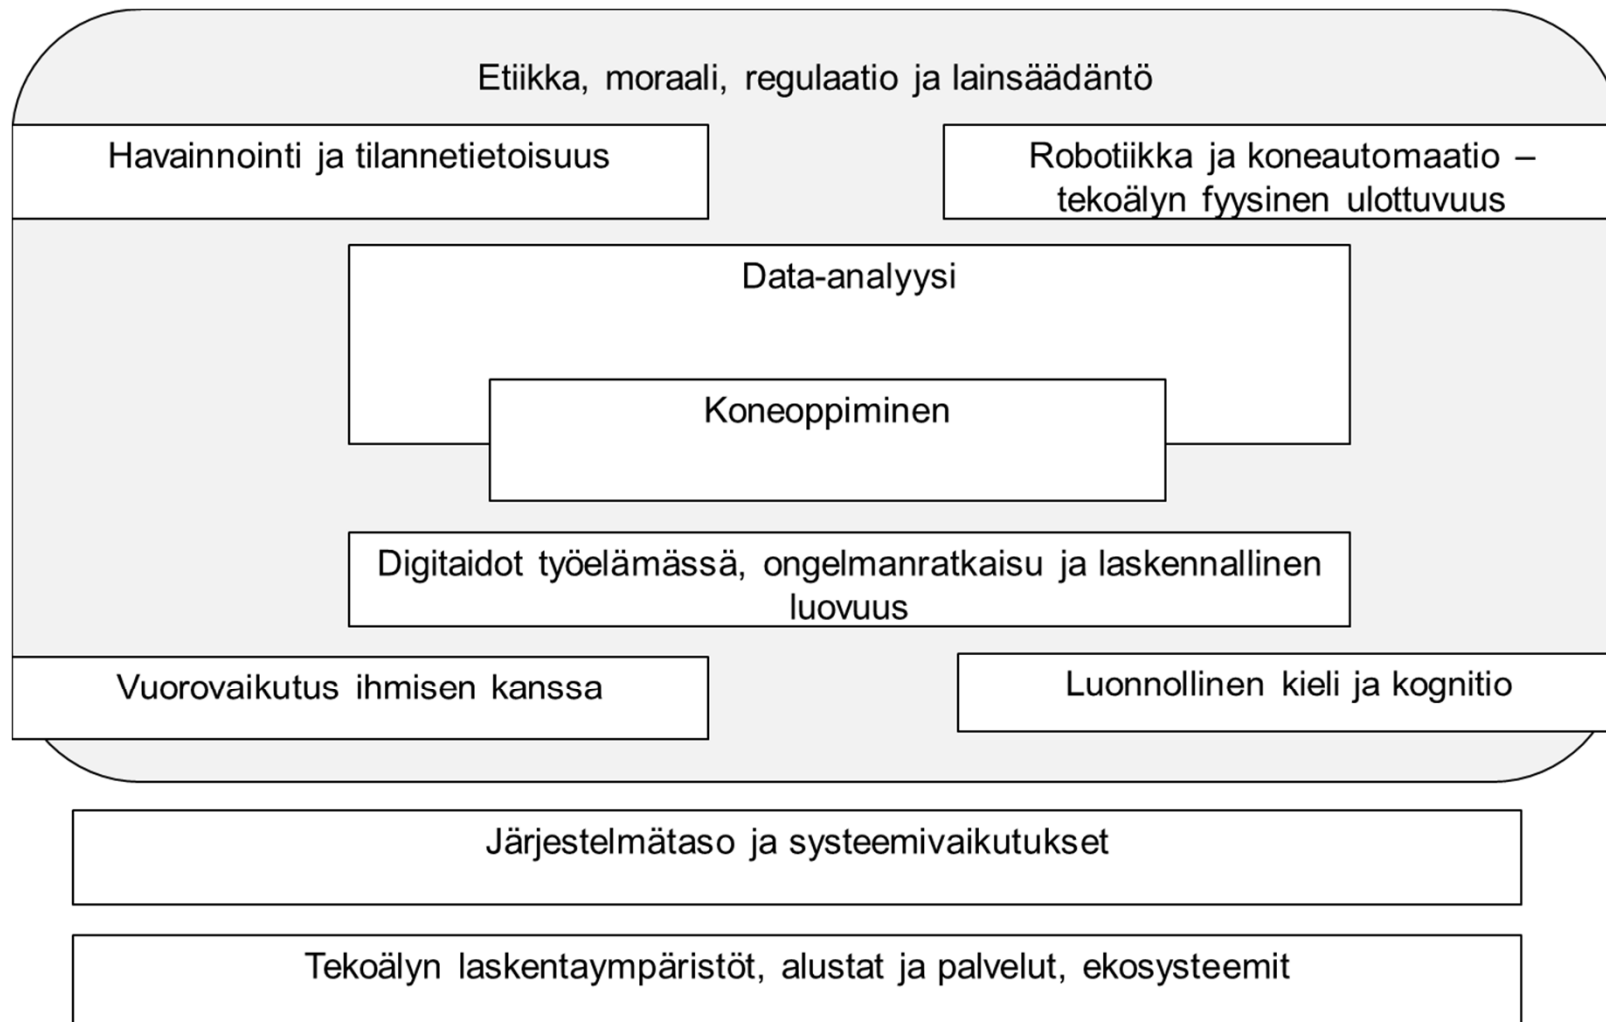 Etiikka, moraali, regulaatio ja lainsäädäntö
Havainnointi ja tilannetietoisuus
Robotiikka ja koneautomaatio –
tekoälyn fyysinen ulottuvuus
Data-analyysi
Koneoppiminen
Digitaidot työelämässä, ongelmanratkaisu ja laskennallinen
luovuus
Vuorovaikutus ihmisen kanssa
Luonnollinen kieli ja kognitio
Järjestelmätaso ja systeemivaikutukset
Tekoälyn laskentaympäristöt, alustat ja palvelut, ekosysteemit